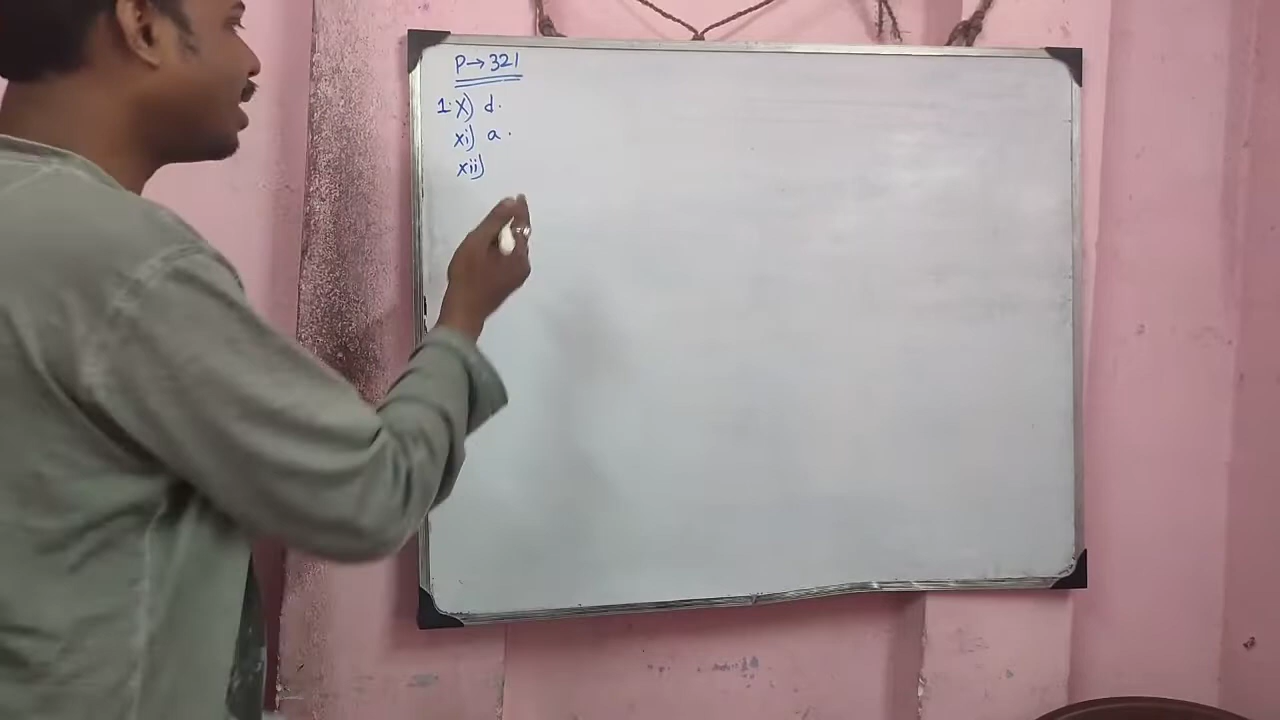 P→321
1. x) d.
xi) a.
xii)